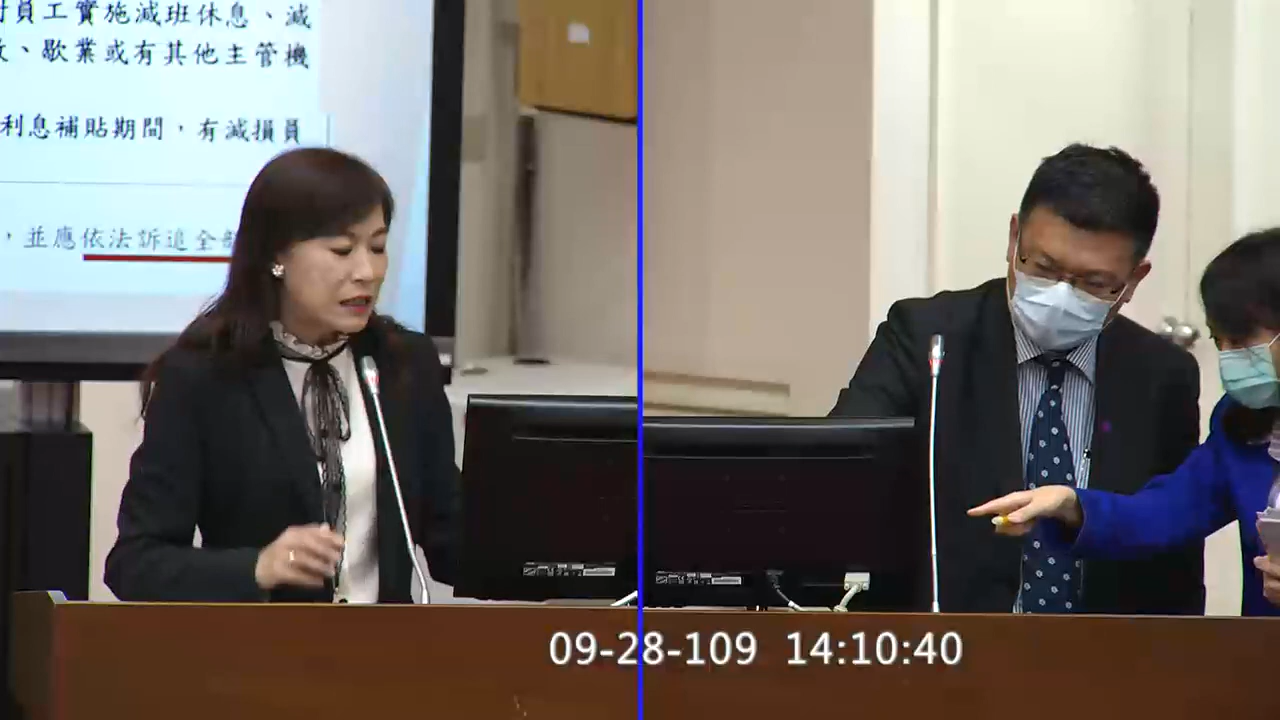 員工實施減班休息、減
、歇業或有其他主管機
利息補貼期間，有減損員
，並應依法訴追全部
09-28-109 14:10:40